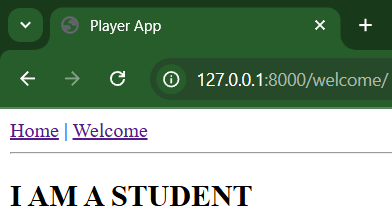 Player App
127.0.0.1:8000/welcome/
Home | Welcome
I AM A STUDENT